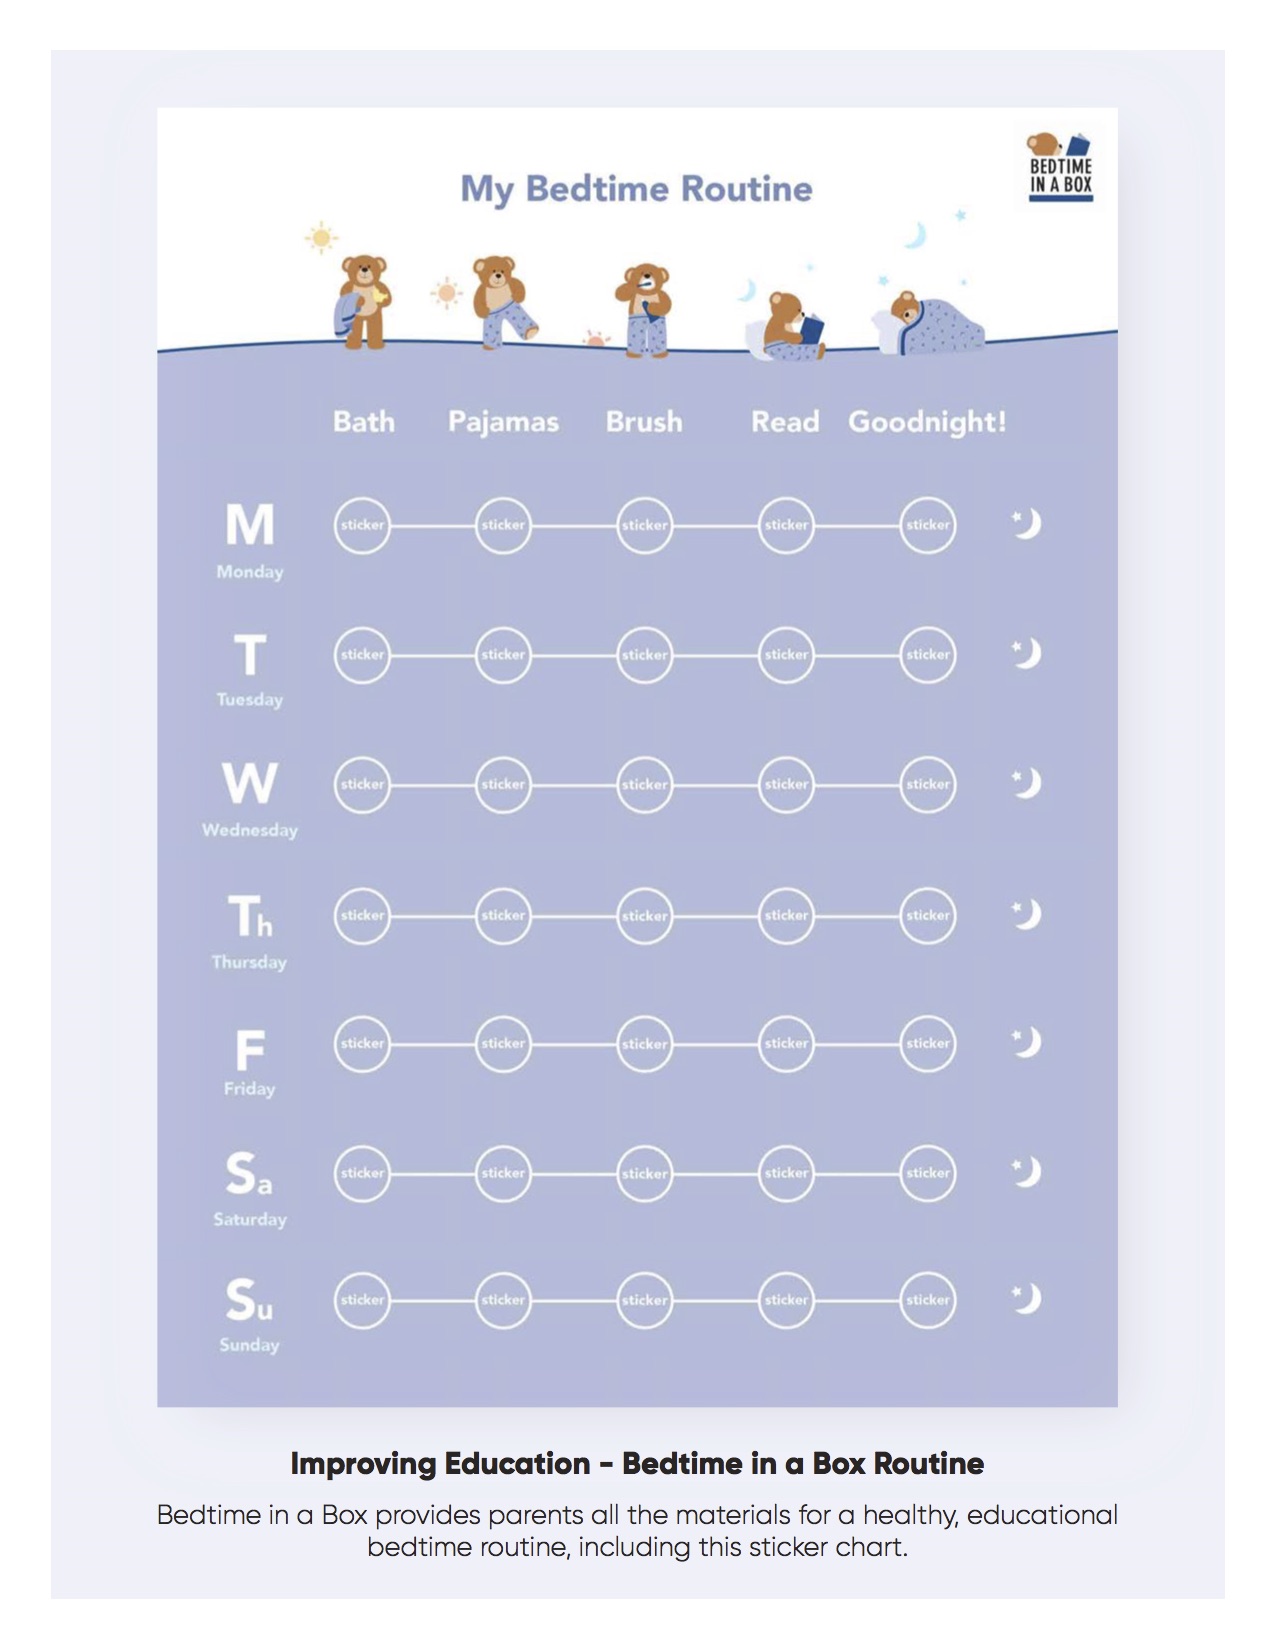 BEDTIME
IN A BOX
My Bedtime Routine
Bath Pajamas Brush Read Goodnight!
M sticker sticker sticker sticker sticker
Monday
T sticker sticker sticker sticker sticker
Tuesday
W sticker sticker sticker sticker sticker
Wednesday
Th sticker sticker sticker sticker sticker
Thursday
F sticker sticker sticker sticker sticker
Friday
Sa sticker sticker sticker sticker sticker
Saturday
Su sticker sticker sticker sticker sticker
Sunday
Improving Education - Bedtime in a Box Routine
Bedtime in a Box provides parents all the materials for a healthy, educational
bedtime routine, including this sticker chart.